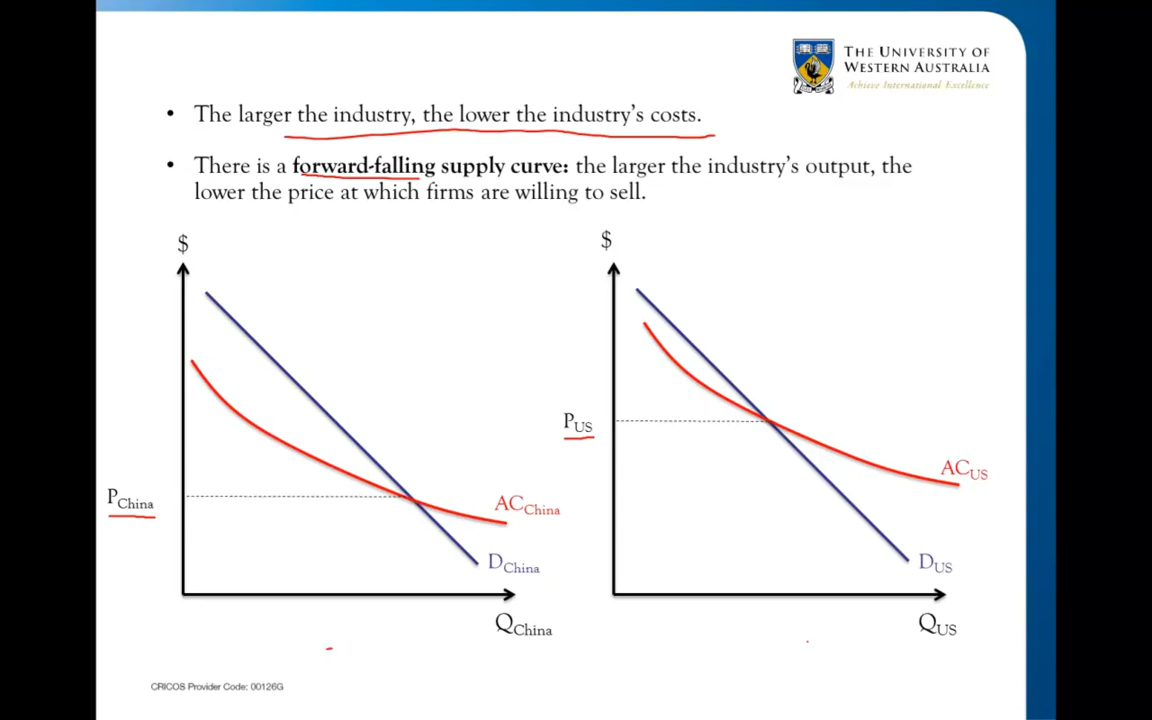 THE UNIVERSITY OF
WESTERN AUSTRALIA
Achieve International Excellence
• The larger the industry, the lower the industry's costs.
• There is a forward-falling supply curve: the larger the industry's output, the
lower the price at which firms are willing to sell.
$
$
P_US
AC_US
P_China
AC_China
D_China
D_US
Q_China
Q_US
CRICOS Provider Code: 00126G